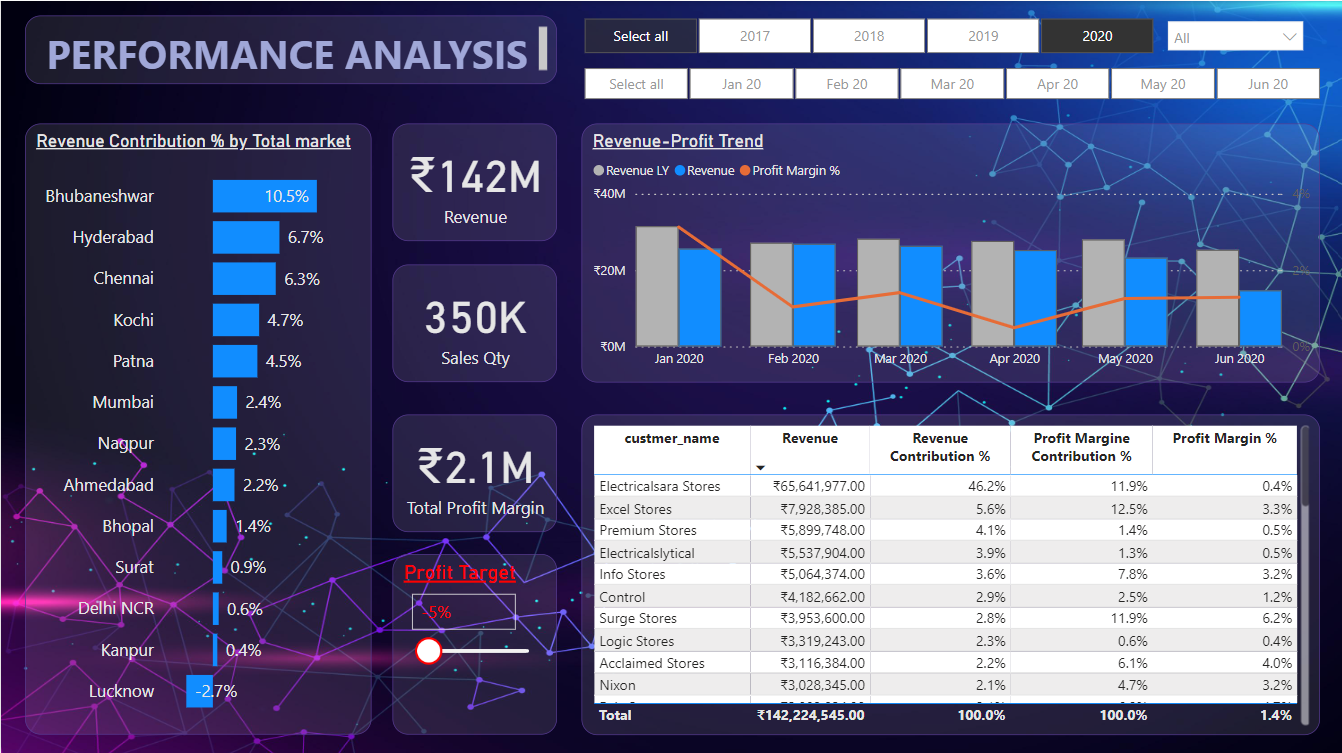 PERFORMANCE ANALYSIS
Select all 2017 2018 2019 2020 All
Select all Jan 20 Feb 20 Mar 20 Apr 20 May 20 Jun 20
Revenue Contribution % by Total market
Bhubaneshwar 10.5%
Hyderabad 6.7%
Chennai 6.3%
Kochi 4.7%
Patna 4.5%
Mumbai 2.4%
Nagpur 2.3%
Ahmedabad 2.2%
Bhopal 1.4%
Surat 0.9%
Delhi NCR 0.6%
Kanpur 0.4%
Lucknow -2.7%
₹142M
Revenue
350K
Sales Qty
₹2.1M
Total Profit Margin
Profit Target
-5%
Revenue-Profit Trend
Revenue LY Revenue Profit Margin %
₹40M 4%
₹20M 2%
₹0M 0%
Jan 2020 Feb 2020 Mar 2020 Apr 2020 May 2020 Jun 2020
custmer_name Revenue Revenue Contribution % Profit Margine Contribution % Profit Margin %
Electricalsara Stores ₹65,641,977.00 46.2% 11.9% 0.4%
Excel Stores ₹7,928,385.00 5.6% 12.5% 3.3%
Premium Stores ₹5,899,748.00 4.1% 1.4% 0.5%
Electricalslytical ₹5,537,904.00 3.9% 1.3% 0.5%
Info Stores ₹5,064,374.00 3.6% 7.8% 3.2%
Control ₹4,182,662.00 2.9% 2.5% 1.2%
Surge Stores ₹3,953,600.00 2.8% 11.9% 6.2%
Logic Stores ₹3,319,243.00 2.3% 0.6% 0.4%
Acclaimed Stores ₹3,116,384.00 2.2% 6.1% 4.0%
Nixon ₹3,028,345.00 2.1% 4.7% 3.2%
Total ₹142,224,545.00 100.0% 100.0% 1.4%